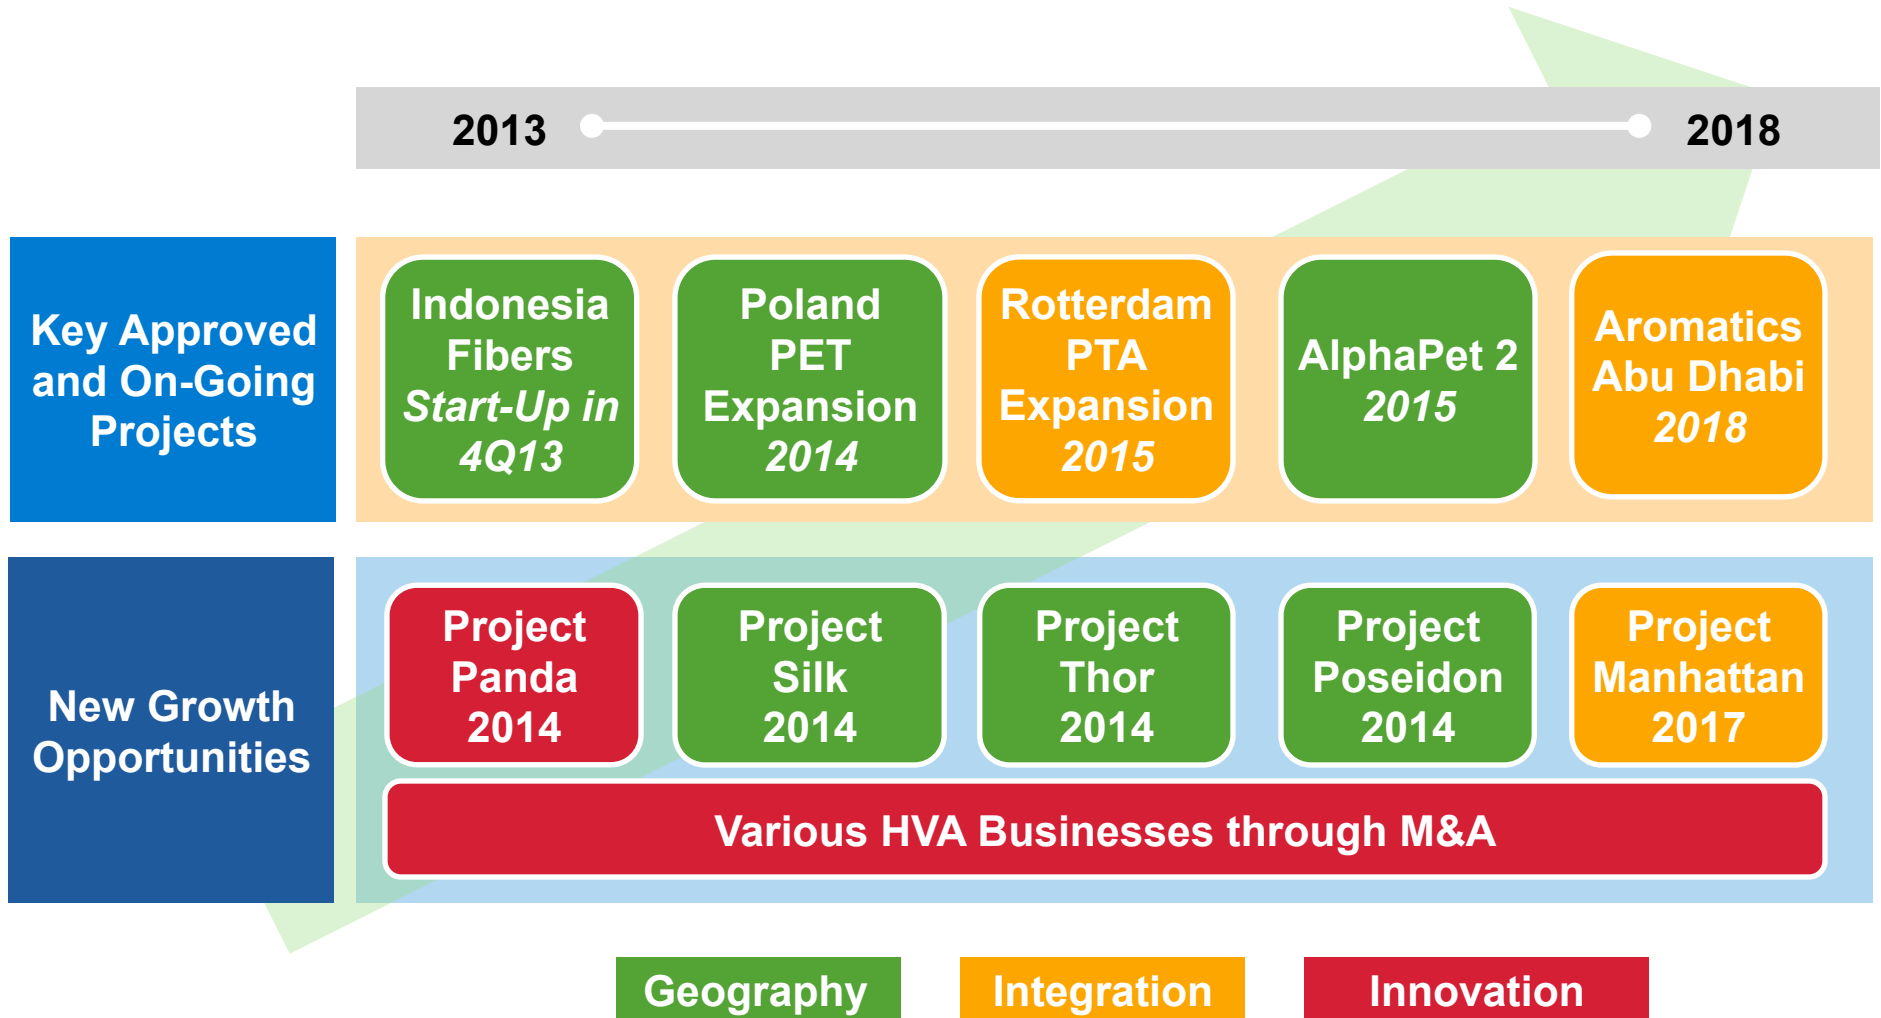 2013
2018
Key Approved
and On-Going
Projects
Indonesia
Fibers
Start-Up in
4Q13
Poland
PET
Expansion
2014
Rotterdam
PTA
Expansion
2015
AlphaPet 2
2015
Aromatics
Abu Dhabi
2018
New Growth
Opportunities
Project
Panda
2014
Project
Silk
2014
Project
Thor
2014
Project
Poseidon
2014
Project
Manhattan
2017
Various HVA Businesses through M&A
Geography
Integration
Innovation